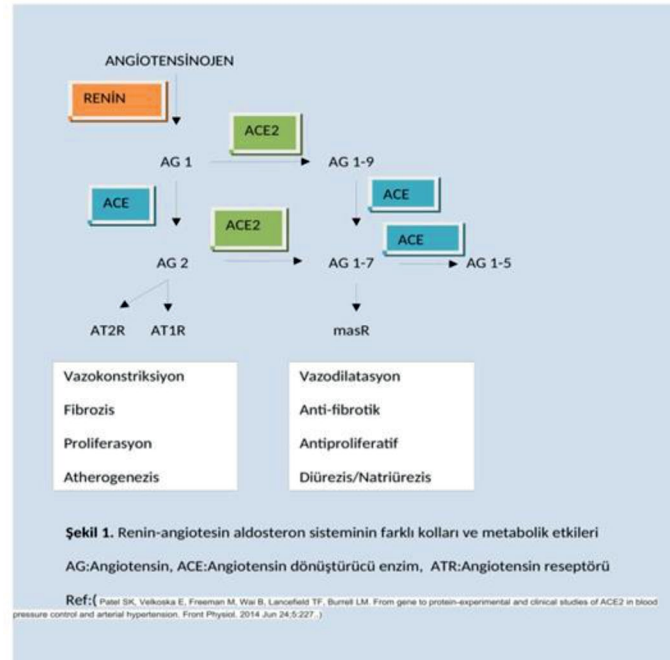 ANGİOTENSİNOJEN
RENİN
ACE2
AG 1
AG 1-9
ACE
ACE
ACE2
ACE
AG 2
AG 1-7
AG 1-5
AT2R
AT1R
masR
Vazokonstriksiyon
Fibrozis
Proliferasyon
Atherogenezis
Vazodilatasyon
Anti-fibrotik
Antiproliferatif
Diürezis/Natriürezis
Şekil 1. Renin-angiotesin aldosteron sisteminin farklı kolları ve metabolik etkileri
AG:Angiotensin, ACE:Angiotensin dönüştürücü enzim, ATR:Angiotensin reseptörü
Ref:( Patel SK, Velkoska E, Freeman M, Wai B, Lancefield TF, Burrell LM. From gene to protein-experimental and clinical studies of ACE2 in blood
pressure control and arterial hypertension. Front Physiol. 2014 Jun 24;5:227..)